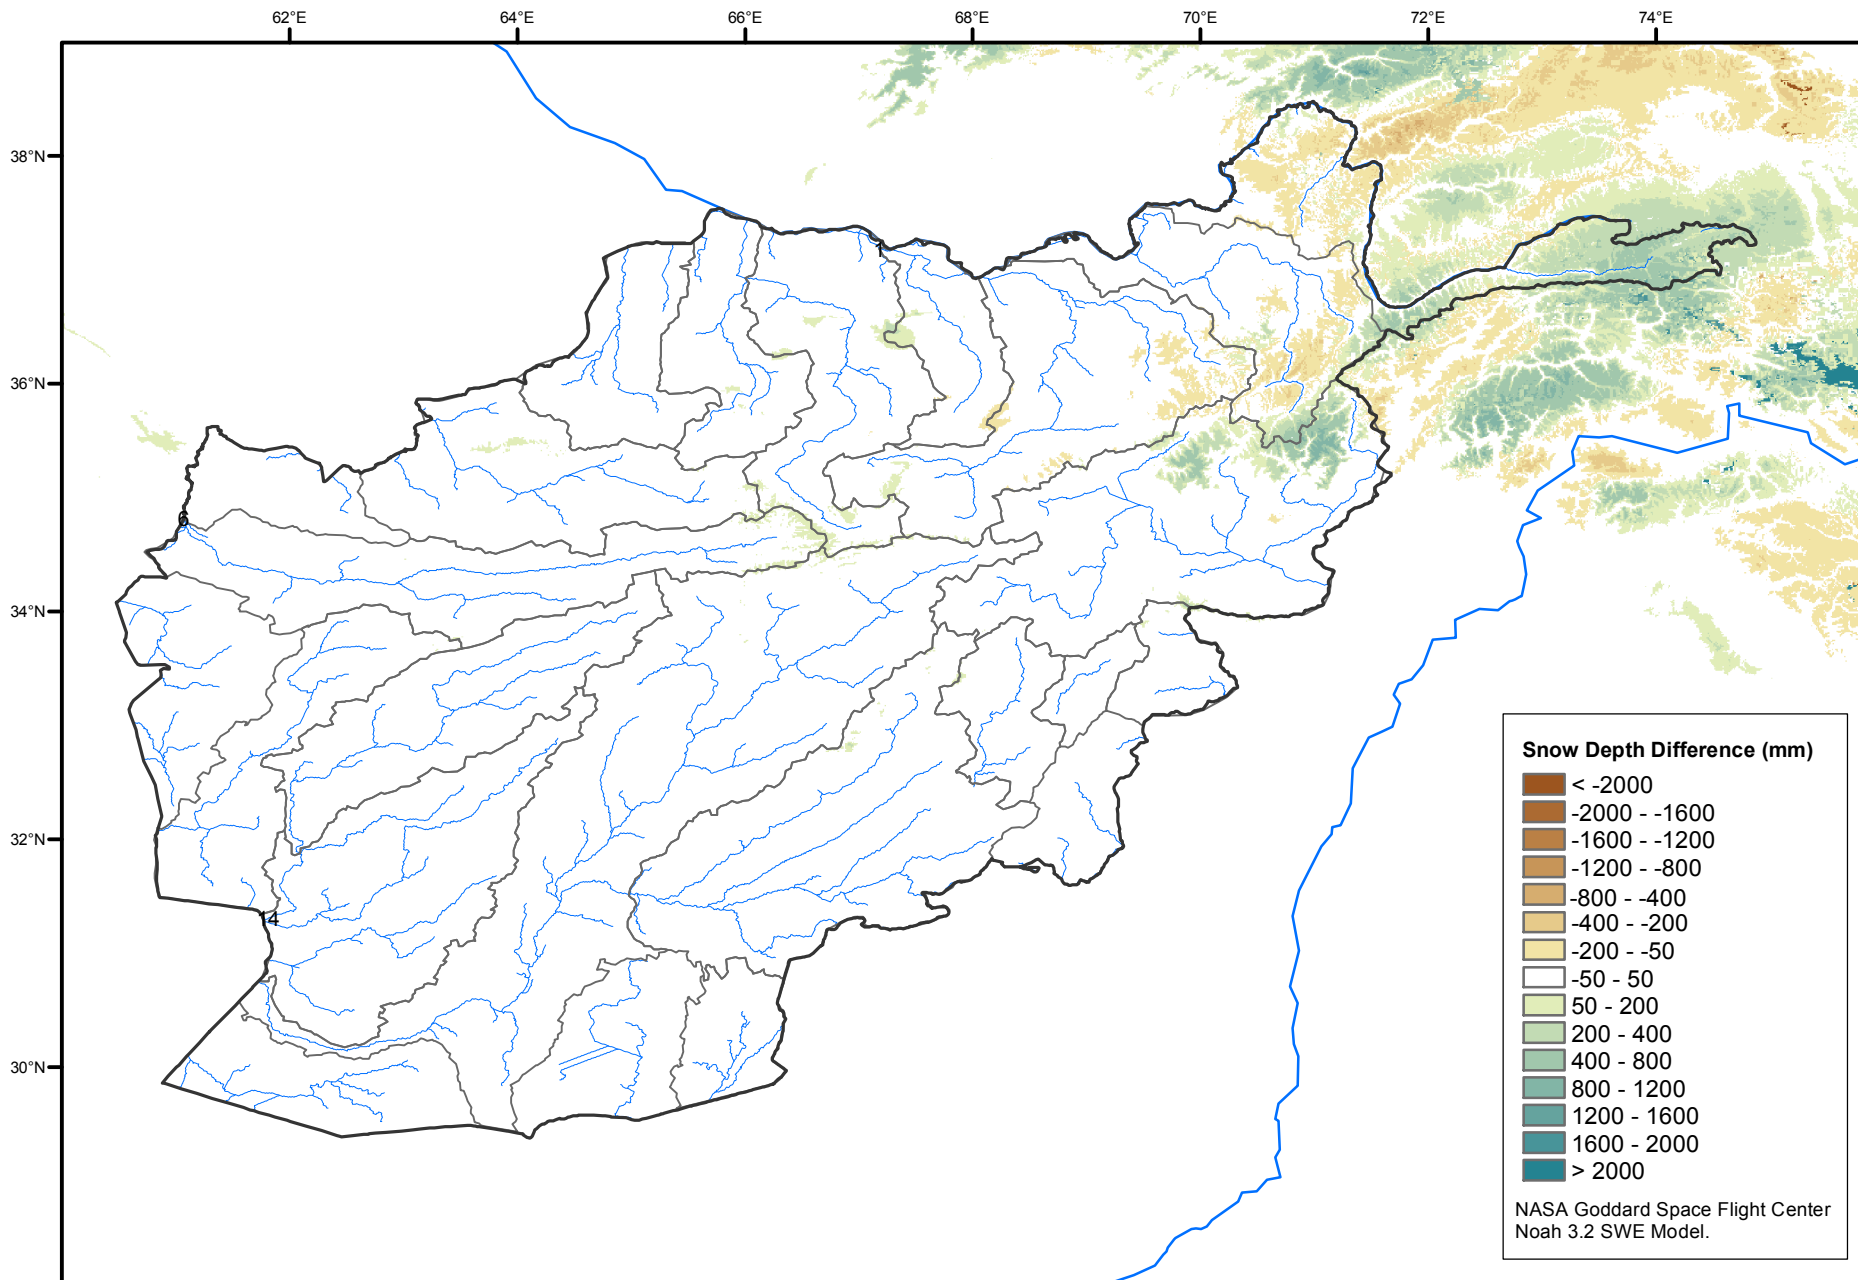 62°E
64°E
66°E
68°E
70°E
72°E
74°E
38°N
36°N
34°N
32°N
30°N
1
6
14
Snow Depth Difference (mm)
< -2000
-2000 - -1600
-1600 - -1200
-1200 - -800
-800 - -400
-400 - -200
-200 - -50
-50 - 50
50 - 200
200 - 400
400 - 800
800 - 1200
1200 - 1600
1600 - 2000
> 2000
NASA Goddard Space Flight Center
Noah 3.2 SWE Model.